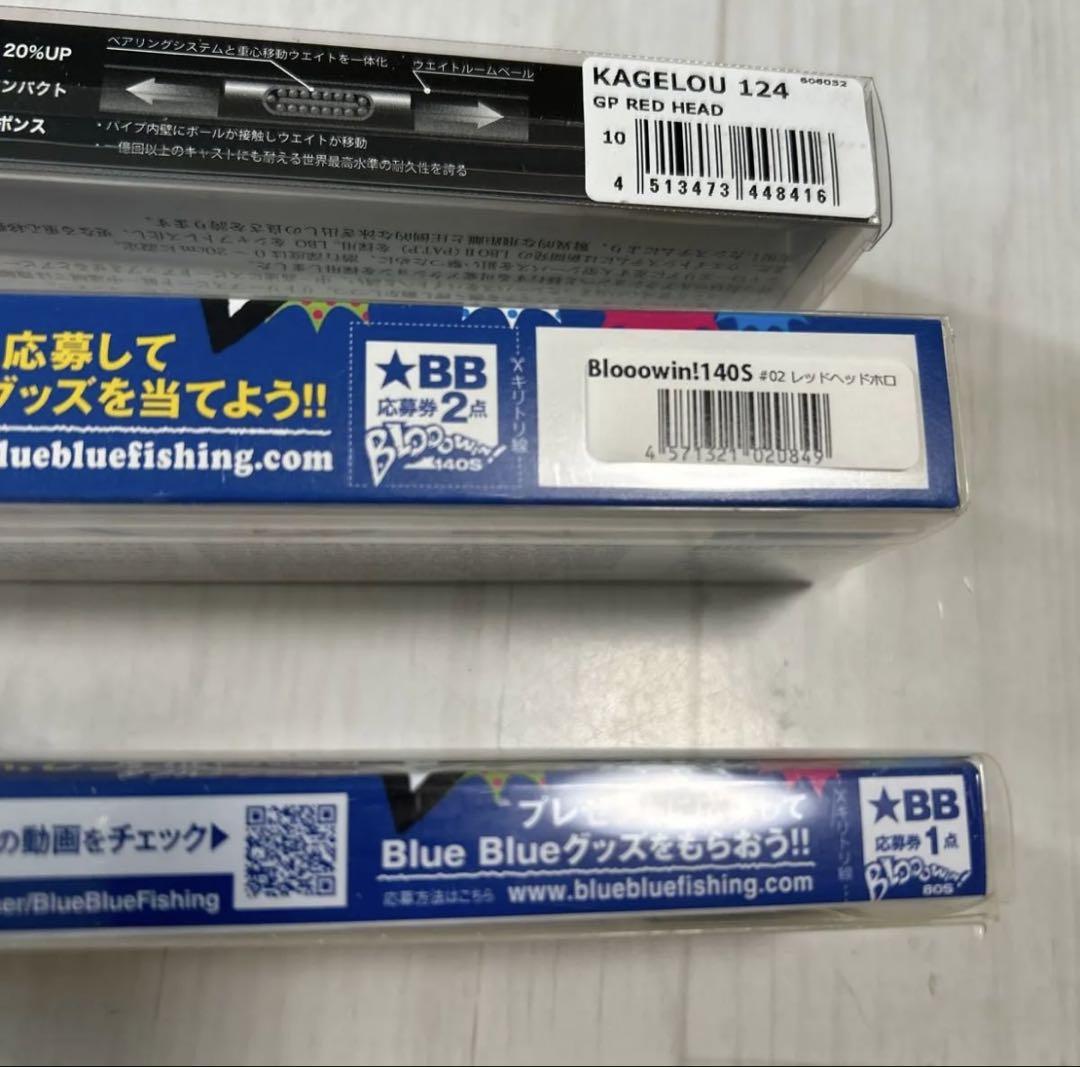 20%UP
ンパクト
ポンス
ベアリングシステムと重心移動ウエイトを一体化
ウエイトルームベール
・パイプ内壁にボールが接触しウエイトが移動
・一億回以上のキャストにも耐える世界最高水準の耐久性を誇る
KAGELOU 124
606032
GP RED HEAD
10
4 513473 448416
応募して
グッズを当てよう!!
luebluefishing.com
★BB
応募券2点
Blooowin!
140S
キリトリ線
Blooowin!140S #02 レッドヘッドホロ
4 571321 020849
の動画をチェック▶
er/BlueBlueFishing
プレゼ
して
Blue Blueグッズをもらおう!!
応募方法はこちら www.bluebluefishing.com
キリトリ線
★BB
応募券1点
Blooowin!
80S